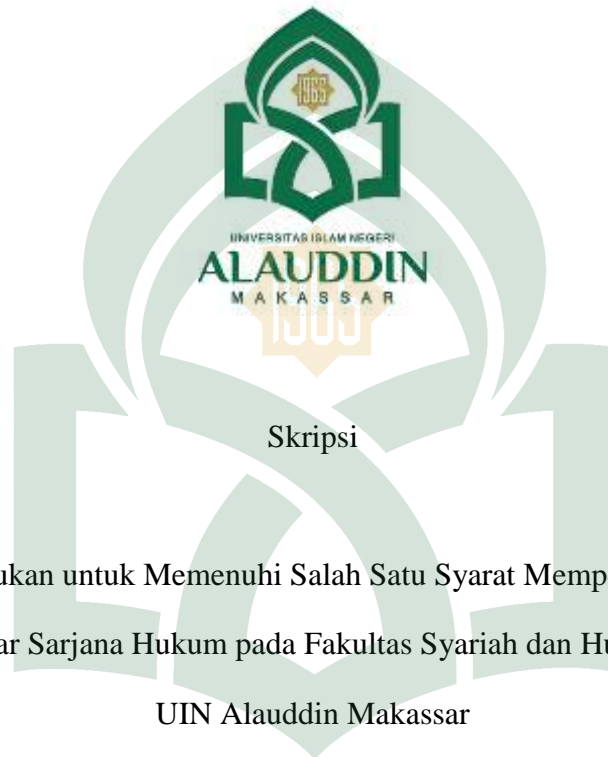 1965
UNIVERSITAS ISLAM NEGERI
ALAUDDIN
MAKASSAR
1965
Skripsi
ukan untuk Memenuhi Salah Satu Syarat Memp
ar Sarjana Hukum pada Fakultas Syariah dan Hu
UIN Alauddin Makassar